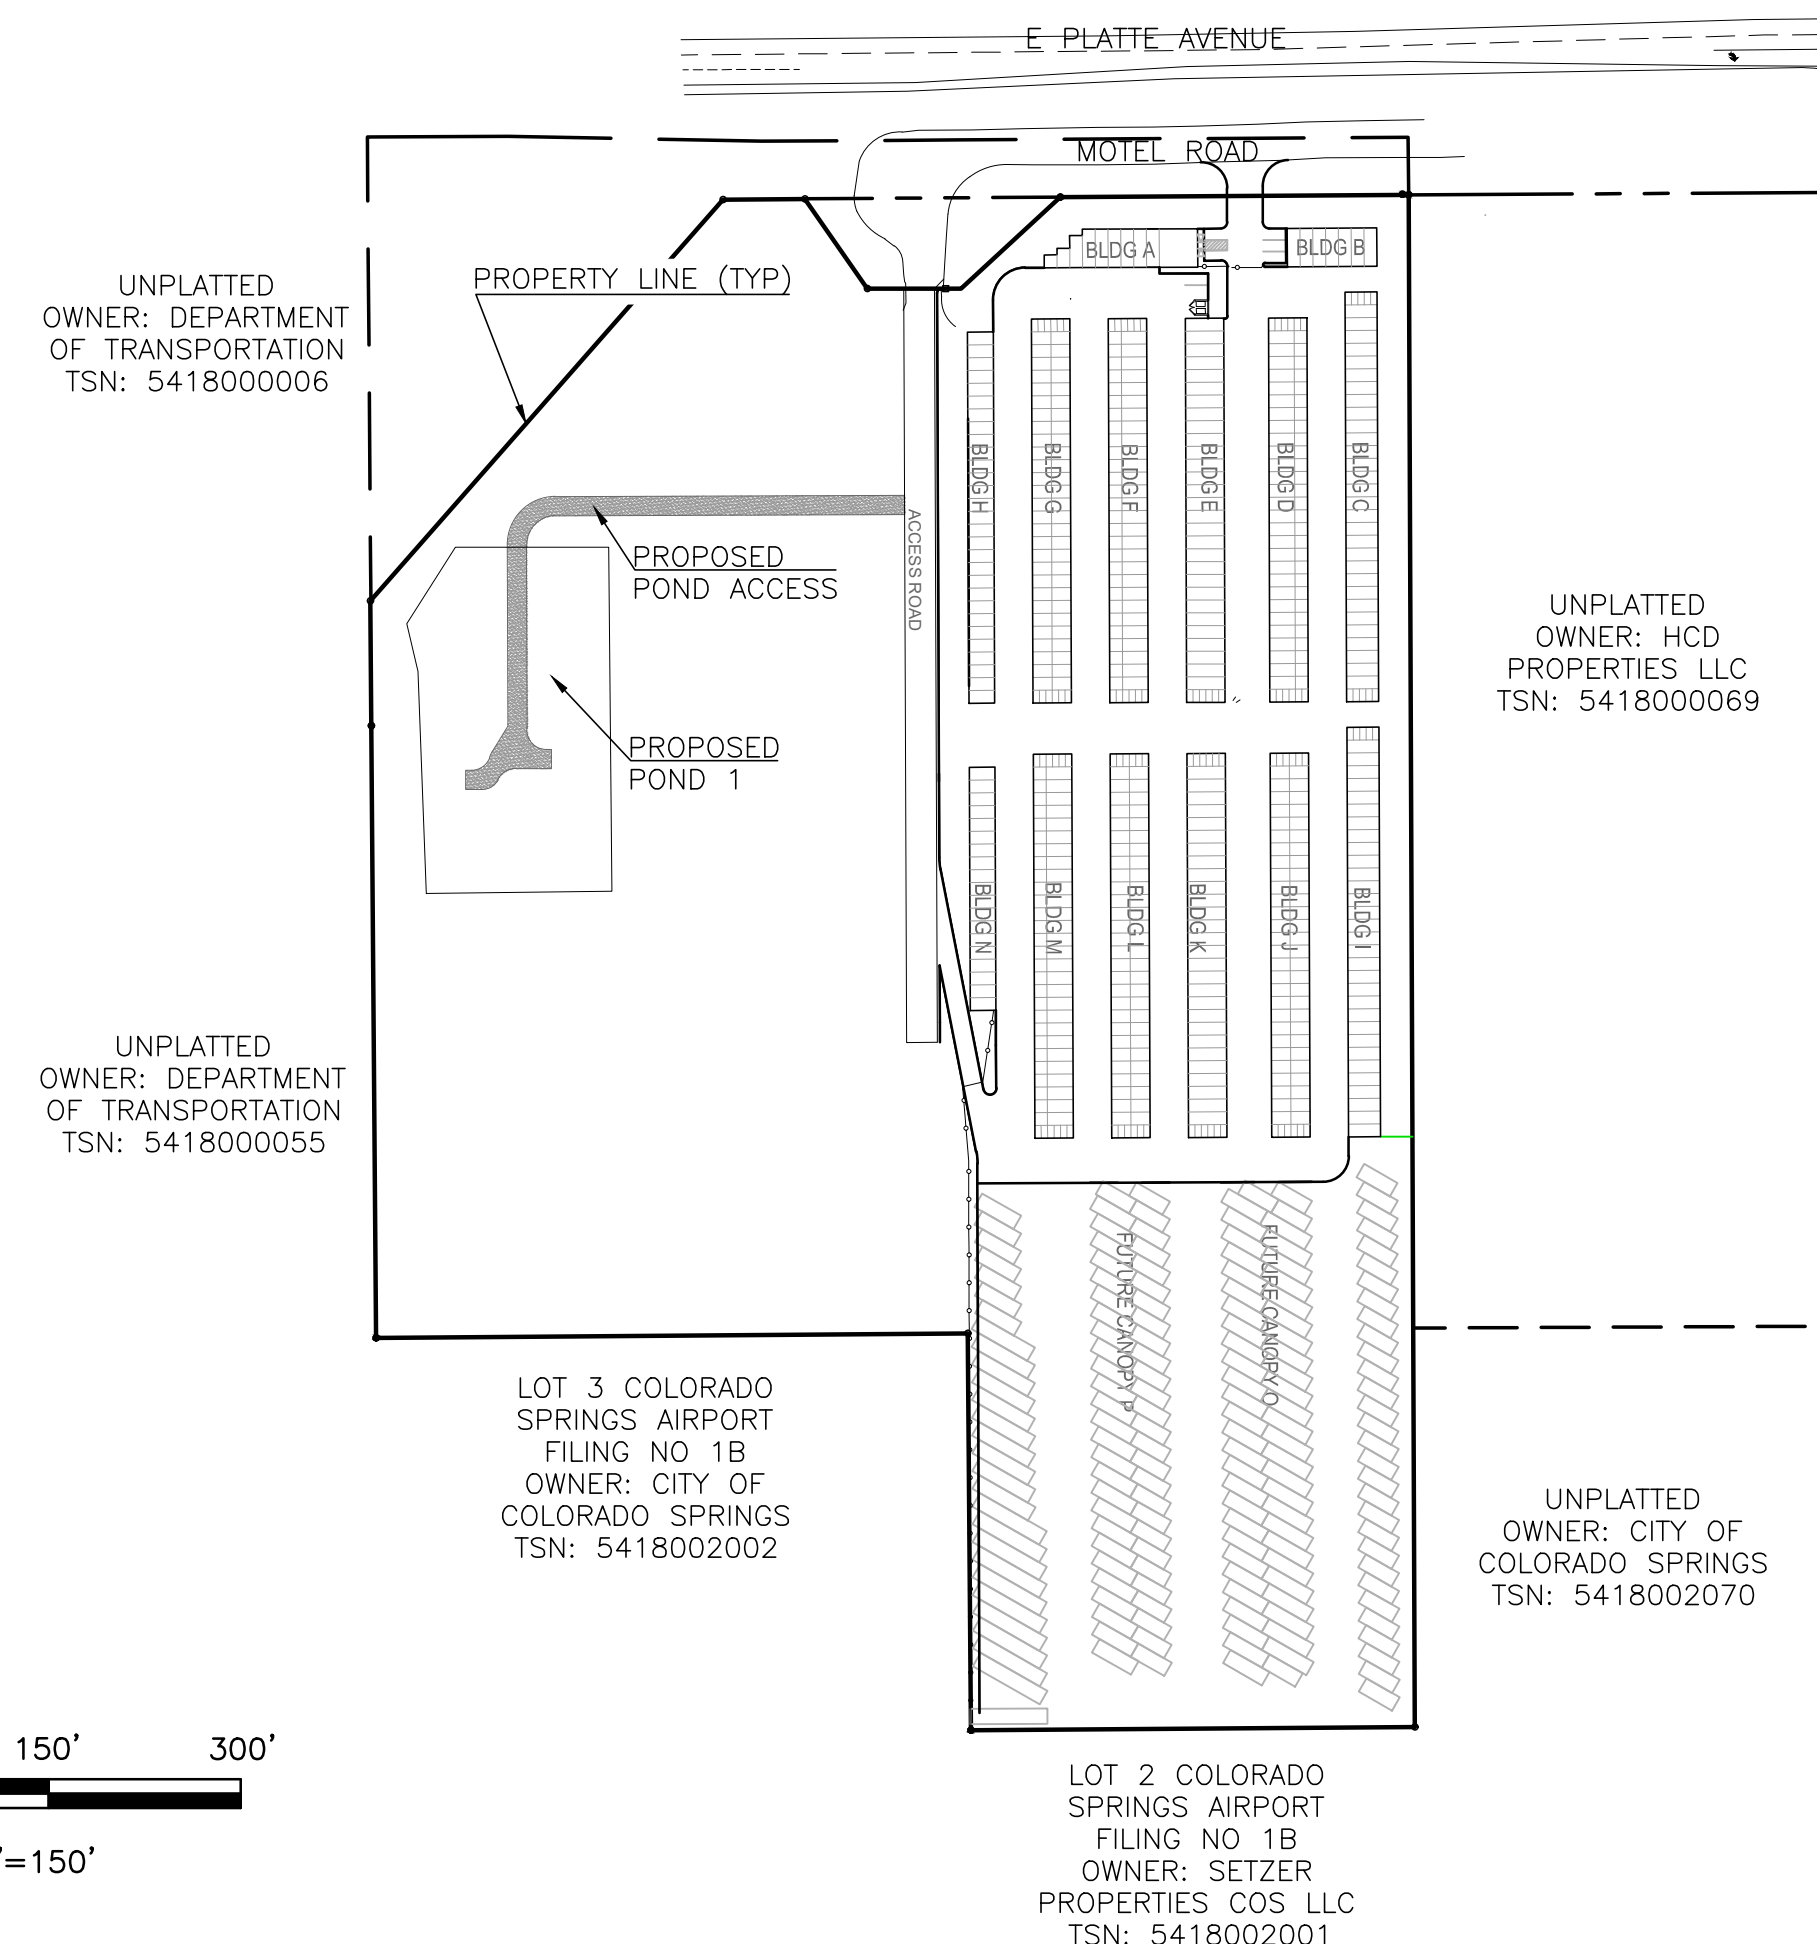 E PLATTE AVENUE
MOTEL ROAD
BLDG A
BLDG B
PROPERTY LINE (TYP)
UNPLATTED
OWNER: DEPARTMENT
OF TRANSPORTATION
TSN: 5418000006
BLDG H
BLDG G
BLDG F
BLDG E
BLDG D
BLDG C
ACCESS ROAD
PROPOSED
POND ACCESS
UNPLATTED
OWNER: HCD
PROPERTIES LLC
TSN: 5418000069
PROPOSED
POND 1
BLDG N
BLDG M
BLDG L
BLDG K
BLDG J
BLDG I
UNPLATTED
OWNER: DEPARTMENT
OF TRANSPORTATION
TSN: 5418000055
FUTURE CANOPY P
FUTURE CANOPY O
LOT 3 COLORADO
SPRINGS AIRPORT
FILING NO 1B
OWNER: CITY OF
COLORADO SPRINGS
TSN: 5418002002
UNPLATTED
OWNER: CITY OF
COLORADO SPRINGS
TSN: 5418002070
150' 300'
'=150'
LOT 2 COLORADO
SPRINGS AIRPORT
FILING NO 1B
OWNER: SETZER
PROPERTIES COS LLC
TSN: 5418002001